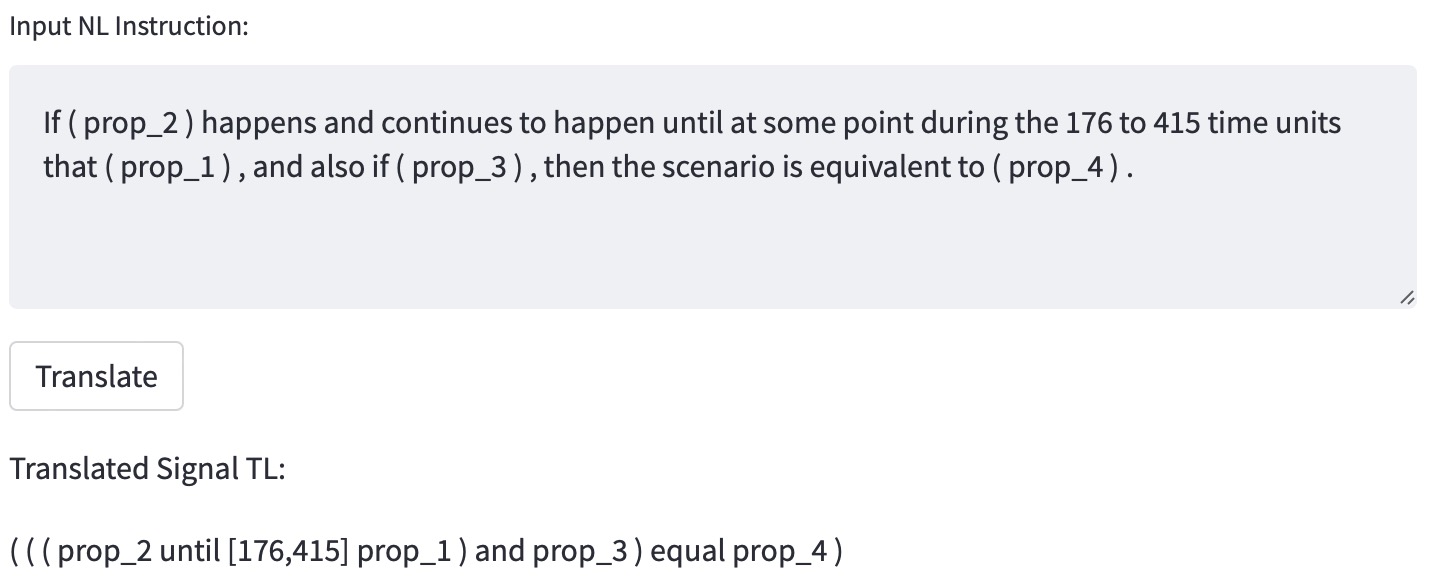 Input NL Instruction:
If ( prop_2 ) happens and continues to happen until at some point during the 176 to 415 time units
that ( prop_1 ) , and also if ( prop_3 ) , then the scenario is equivalent to ( prop_4 ) .
Translate
Translated Signal TL:
( ( ( prop_2 until [176,415] prop_1 ) and prop_3 ) equal prop_4 )